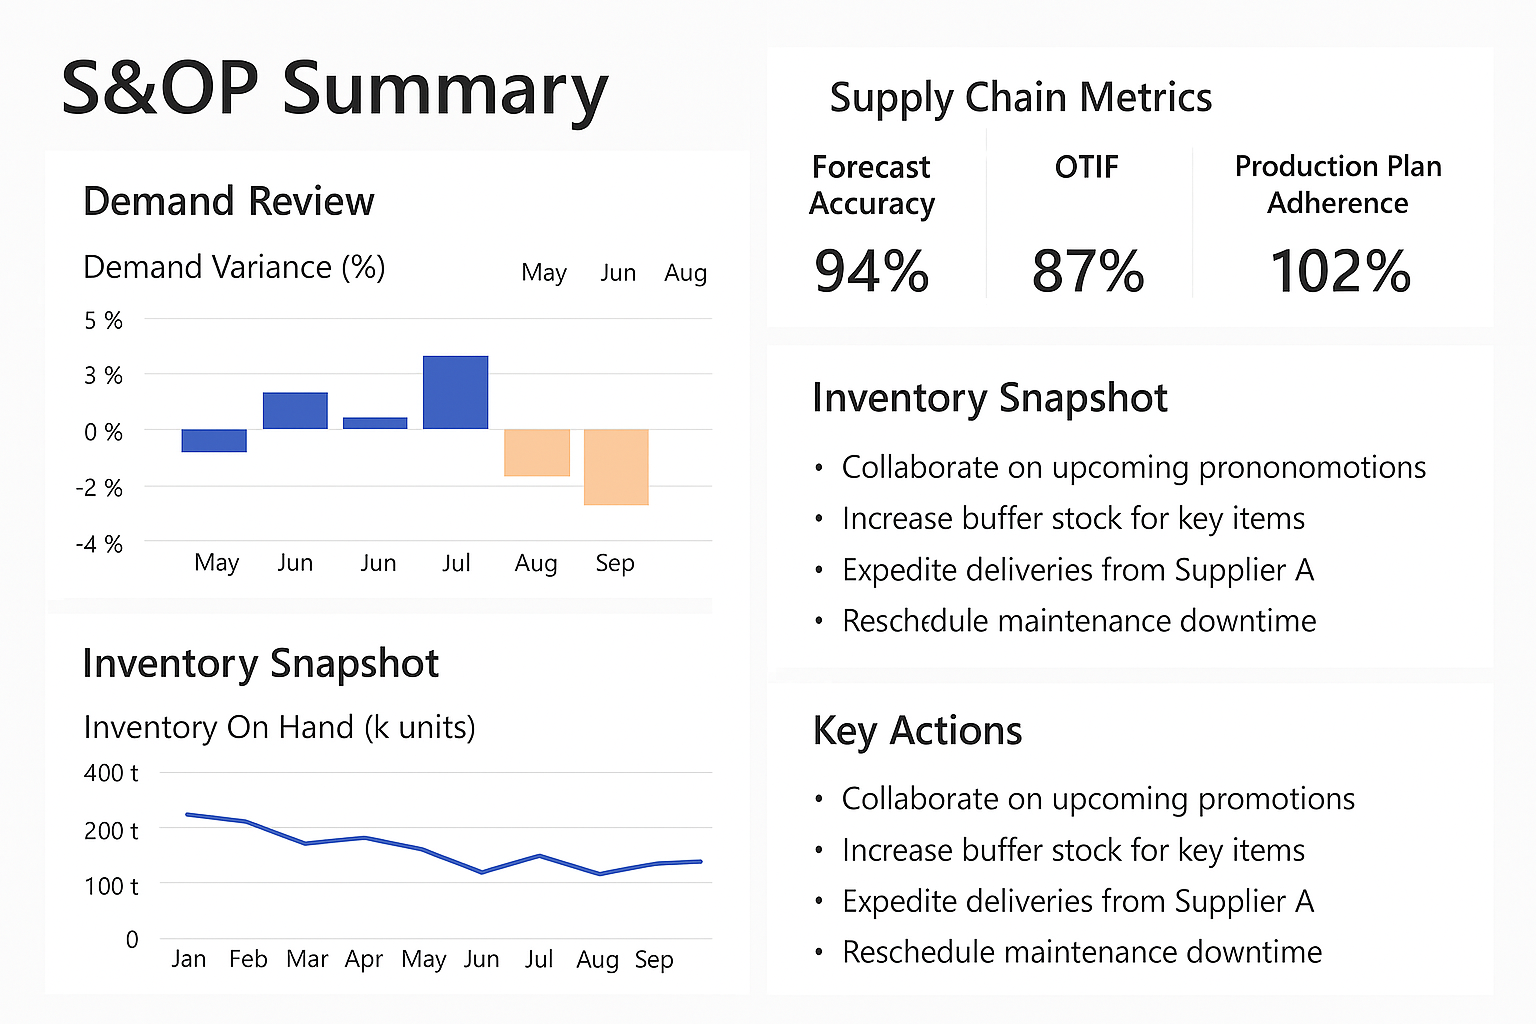 S&OP Summary
Demand Review
Demand Variance (%)
May Jun Aug
5 %
3 %
0 %
-2 %
-4 %
May Jun Jun Jul Aug Sep
Inventory Snapshot
Inventory On Hand (k units)
400 t
200 t
100 t
0
Jan Feb Mar Apr May Jun Jul Aug Sep
Supply Chain Metrics
Forecast
Accuracy
94%
OTIF
87%
Production Plan
Adherence
102%
Inventory Snapshot
• Collaborate on upcoming prononomotions
• Increase buffer stock for key items
• Expedite deliveries from Supplier A
• Reschedule maintenance downtime
Key Actions
• Collaborate on upcoming promotions
• Increase buffer stock for key items
• Expedite deliveries from Supplier A
• Reschedule maintenance downtime